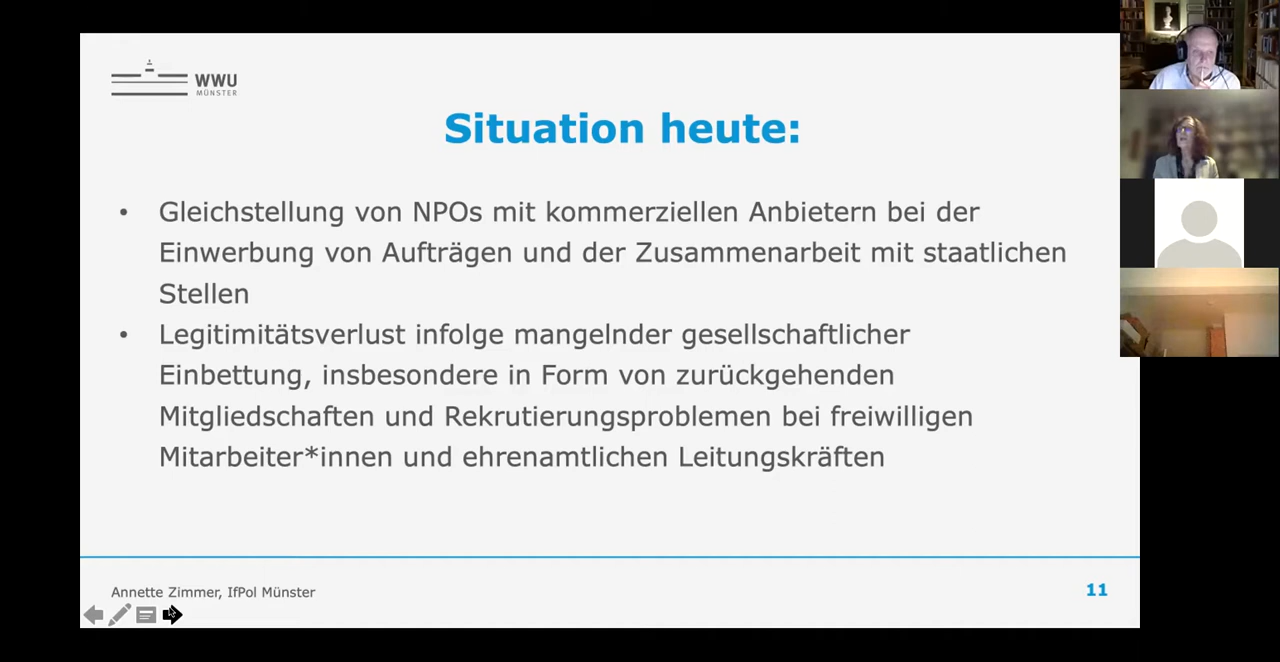 WWU
MÜNSTER
Situation heute:
• Gleichstellung von NPOs mit kommerziellen Anbietern bei der
Einwerbung von Aufträgen und der Zusammenarbeit mit staatlichen
Stellen
• Legitimitätsverlust infolge mangelnder gesellschaftlicher
Einbettung, insbesondere in Form von zurückgehenden
Mitgliedschaften und Rekrutierungsproblemen bei freiwilligen
Mitarbeiter*innen und ehrenamtlichen Leitungskräften
Annette Zimmer, IfPol Münster
11